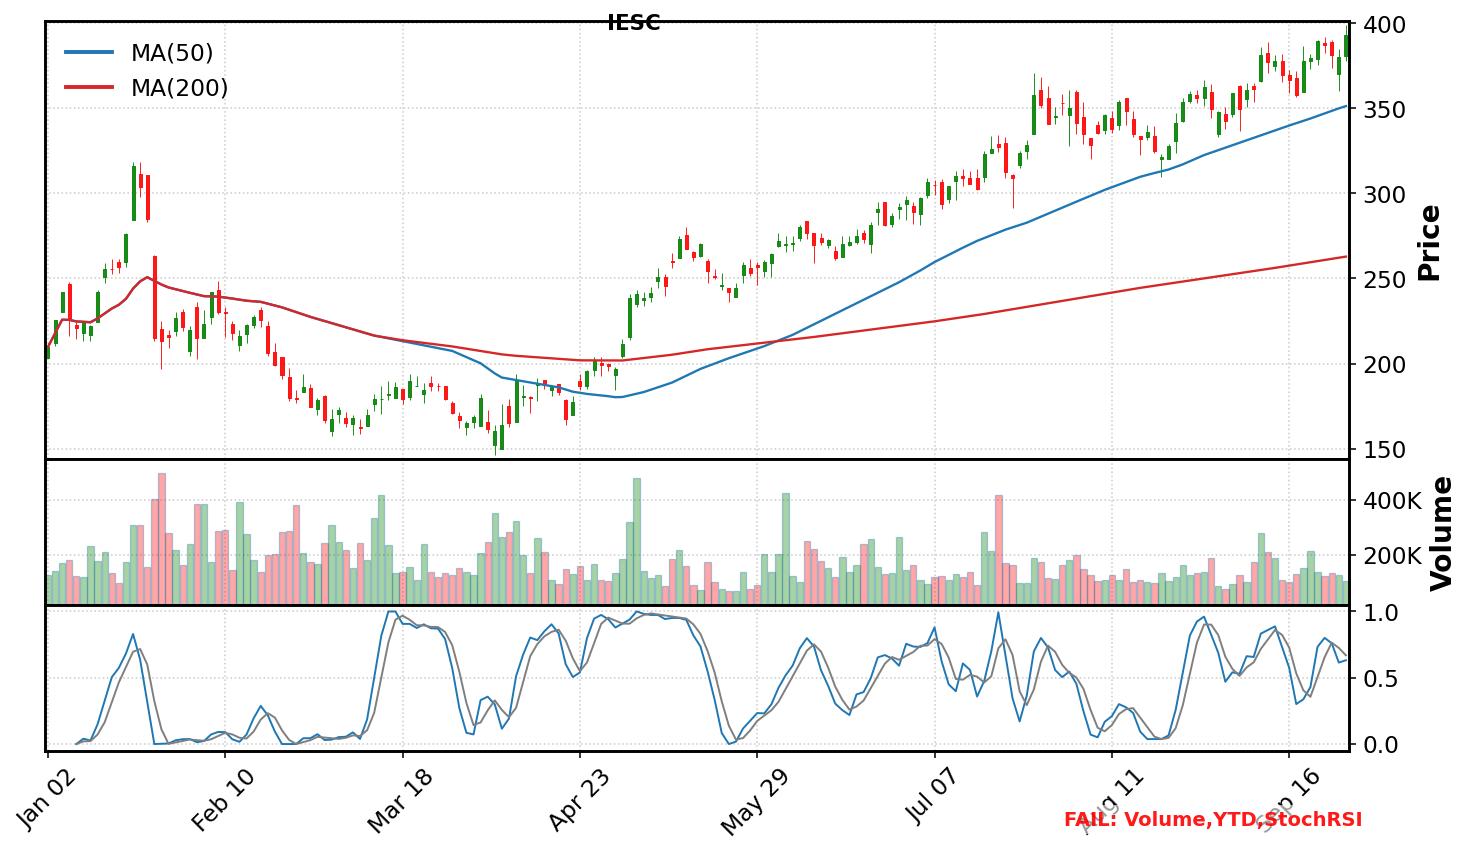 IESC
MA(50)
MA(200)
400
350
300
250
200
150
Price
400K
200K
Volume
1.0
0.5
0.0
Jan 02
Feb 10
Mar 18
Apr 23
May 29
Jul 07
Aug 11
Sep 16
FAIL: Volume,YTD,StochRSI